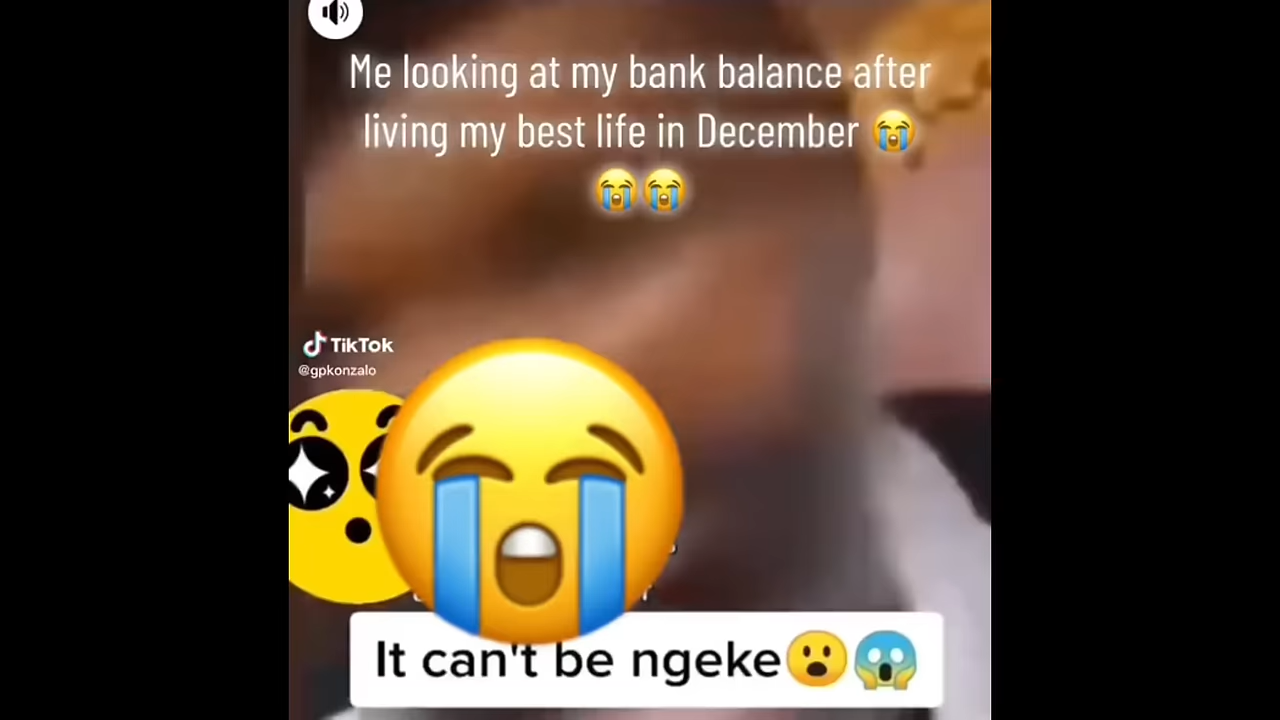 Me looking at my bank balance after
living my best life in December 😭
😭😭
TikTok
@gpkonzalo
It can't be ngeke😮😱